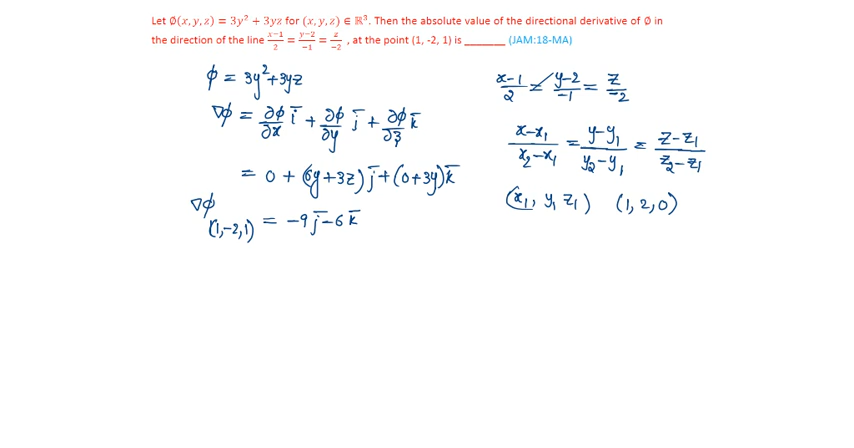 Let ∅(x, y, z) = 3y² + 3yz for (x, y, z) ∈ ℝ³. Then the absolute value of the directional derivative of ∅ in
the direction of the line (x−1)/2 = (y−2)/−1 = z/−2 , at the point (1, -2, 1) is _______ (JAM:18-MA)
ϕ = 3y² + 3yz
∇ϕ = ∂ϕ/∂x i̅ + ∂ϕ/∂y j̅ + ∂ϕ/∂z k̅
= 0 + (6y + 3z) j̅ + (0 + 3y) k̅
∇ϕ (1, −2, 1) = −9 j̅ − 6 k̅
(x−1)/2 = (y−2)/−1 = z/−2
(x−x₁)/(x₂−x₁) = (y−y₁)/(y₂−y₁) = (z−z₁)/(z₂−z₁)
(x₁, y₁ z₁) (1, 2, 0)